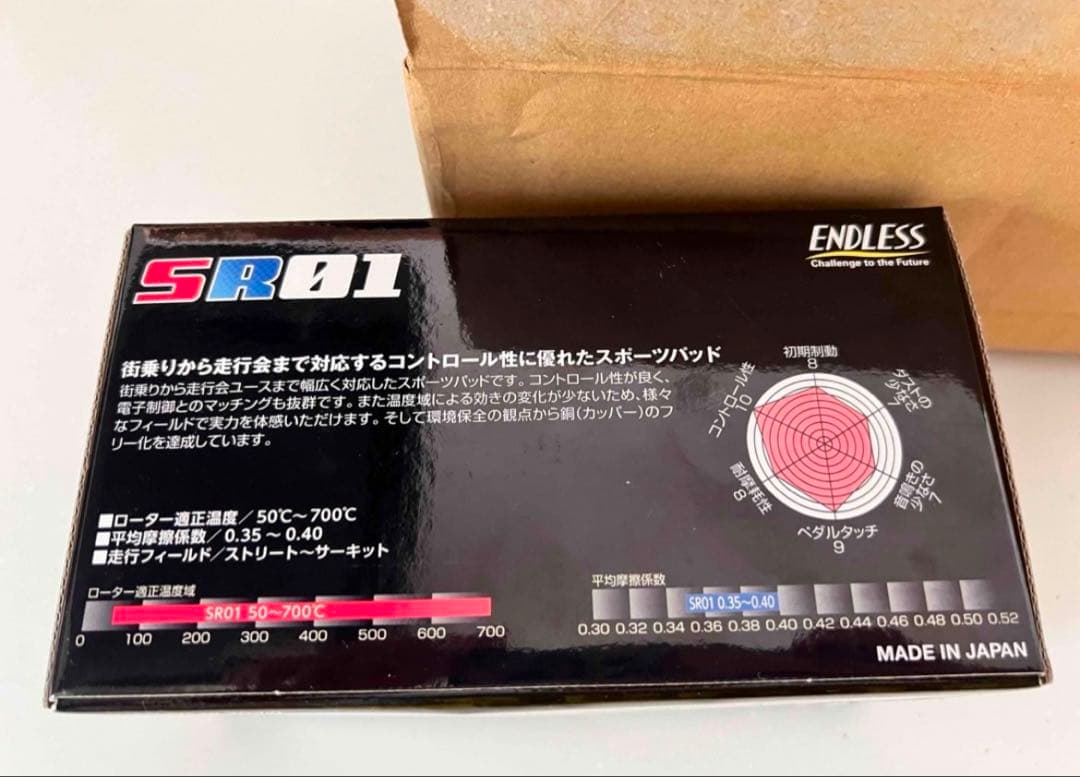 SR01
ENDLESS
Challenge to the Future
街乗りから走行会まで対応するコントロール性に優れたスポーツパッド
街乗りから走行会ユースまで幅広く対応したスポーツパッドです。コントロール性が良く、
電子制御とのマッチングも抜群です。また温度域による効きの変化が少ないため、様々
なフィールドで実力を体感いただけます。そして環境保全の観点から銅(カッパー)のフ
リー化を達成しています。
初期制動
8
ダストの
少なさ
7
音鳴きの
少なさ
7
ペダルタッチ
9
耐摩耗性
8
コントロール性
10
■ローター適正温度/50℃～700℃
■平均摩擦係数/0.35～0.40
■走行フィールド/ストリート～サーキット
ローター適正温度域
SR01 50～700℃
0 100 200 300 400 500 600 700
平均摩擦係数
SR01 0.35～0.40
0.30 0.32 0.34 0.36 0.38 0.40 0.42 0.44 0.46 0.48 0.50 0.52
MADE IN JAPAN